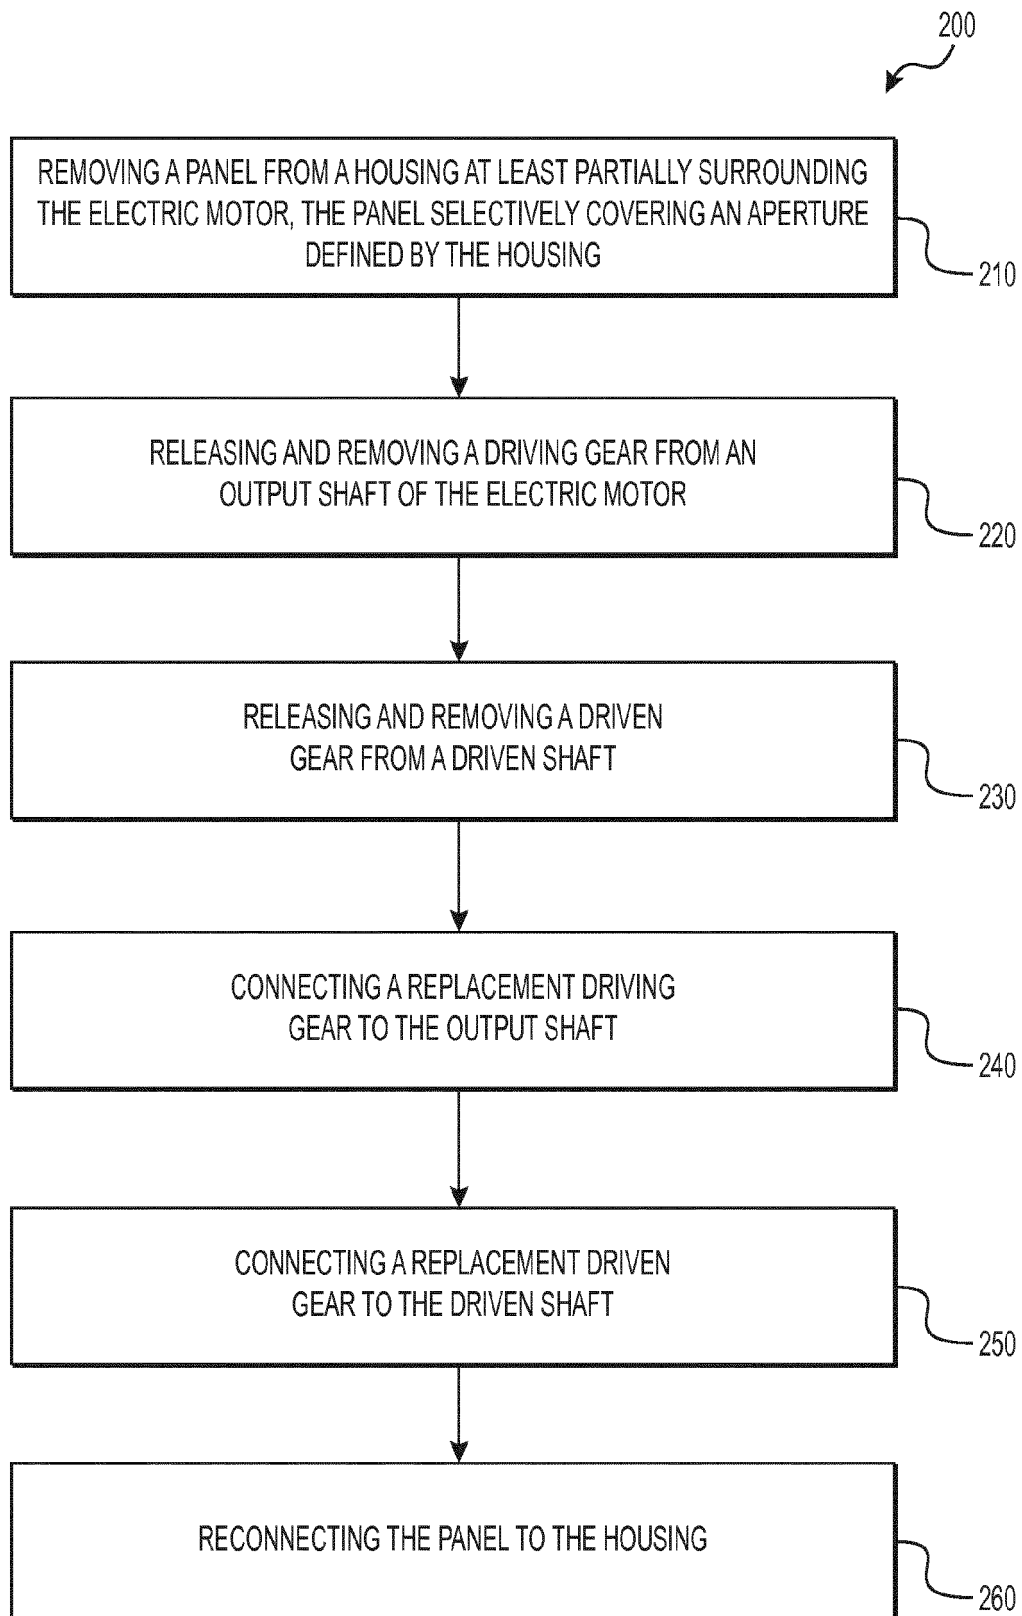 200
REMOVING A PANEL FROM A HOUSING AT LEAST PARTIALLY SURROUNDING
THE ELECTRIC MOTOR, THE PANEL SELECTIVELY COVERING AN APERTURE
DEFINED BY THE HOUSING
210
RELEASING AND REMOVING A DRIVING GEAR FROM AN
OUTPUT SHAFT OF THE ELECTRIC MOTOR
220
RELEASING AND REMOVING A DRIVEN
GEAR FROM A DRIVEN SHAFT
230
CONNECTING A REPLACEMENT DRIVING
GEAR TO THE OUTPUT SHAFT
240
CONNECTING A REPLACEMENT DRIVEN
GEAR TO THE DRIVEN SHAFT
250
RECONNECTING THE PANEL TO THE HOUSING
260